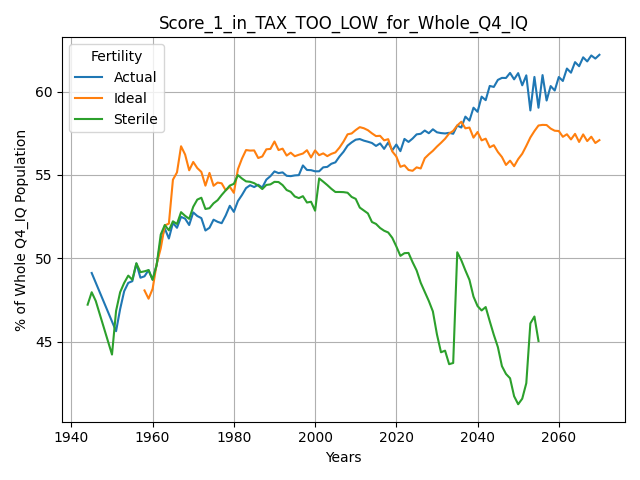 Score_1_in_TAX_TOO_LOW_for_Whole_Q4_IQ
Fertility
Actual
Ideal
Sterile
% of Whole Q4_IQ Population
60
55
50
45
1940
1960
1980
2000
2020
2040
2060
Years